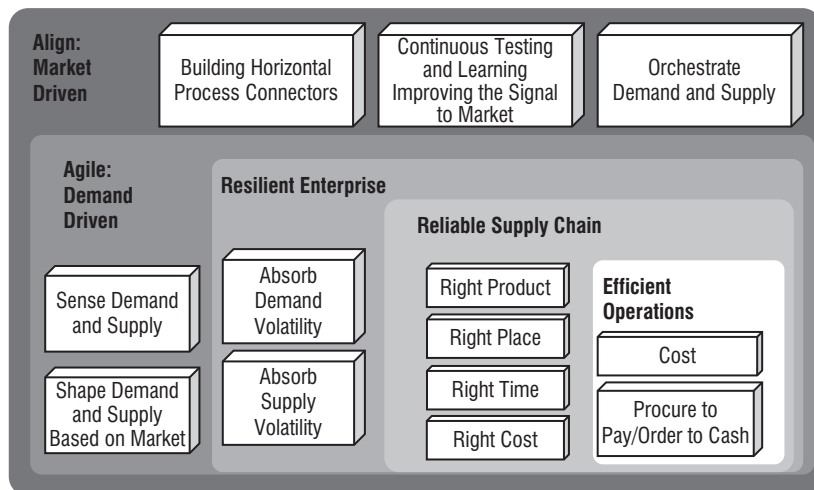 Align:
Market
Driven
Building Horizontal
Process Connectors
Continuous Testing
and Learning
Improving the Signal
to Market
Orchestrate
Demand and Supply
Agile:
Demand
Driven
Sense Demand
and Supply
Shape Demand
and Supply
Based on Market
Resilient Enterprise
Absorb
Demand
Volatility
Absorb
Supply
Volatility
Reliable Supply Chain
Right Product
Right Place
Right Time
Right Cost
Efficient
Operations
Cost
Procure to
Pay/Order to Cash